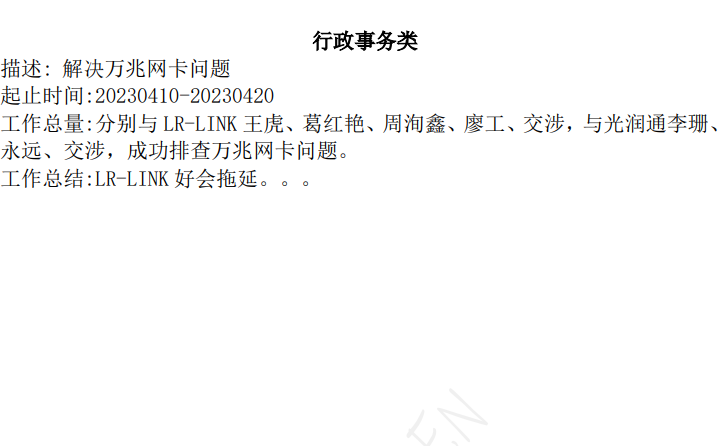 行政事务类
描述: 解决万兆网卡问题
起止时间:20230410-20230420
工作总量:分别与 LR-LINK 王虎、葛红艳、周洵鑫、廖工、交涉，与光润通李珊、
永远、交涉，成功排查万兆网卡问题。
工作总结:LR-LINK 好会拖延。。。
EN